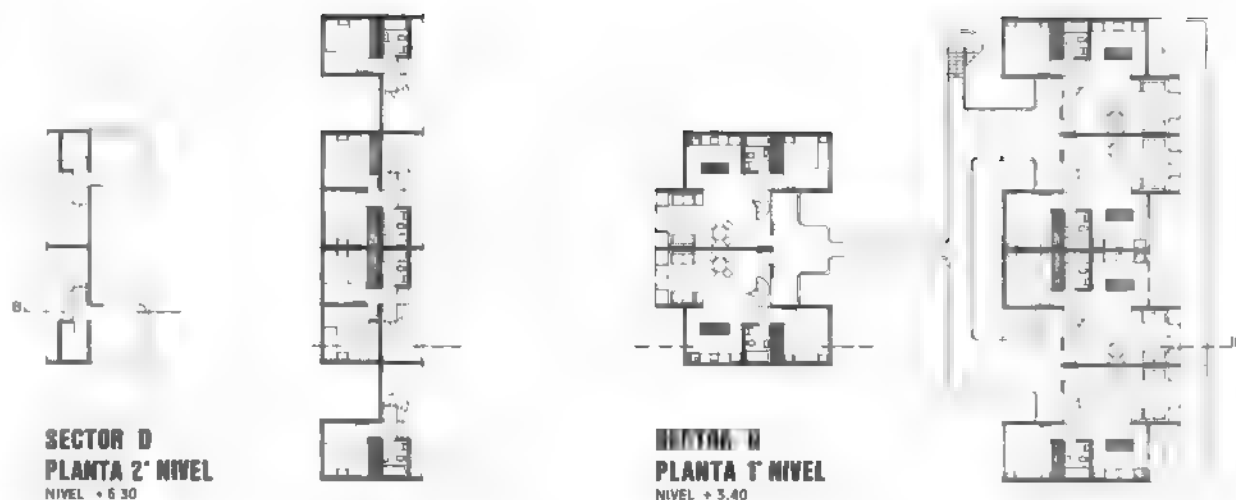 SECTOR D
PLANTA 2° NIVEL
NIVEL + 6 30
PLANTA 1° NIVEL
NIVEL + 3.40
B